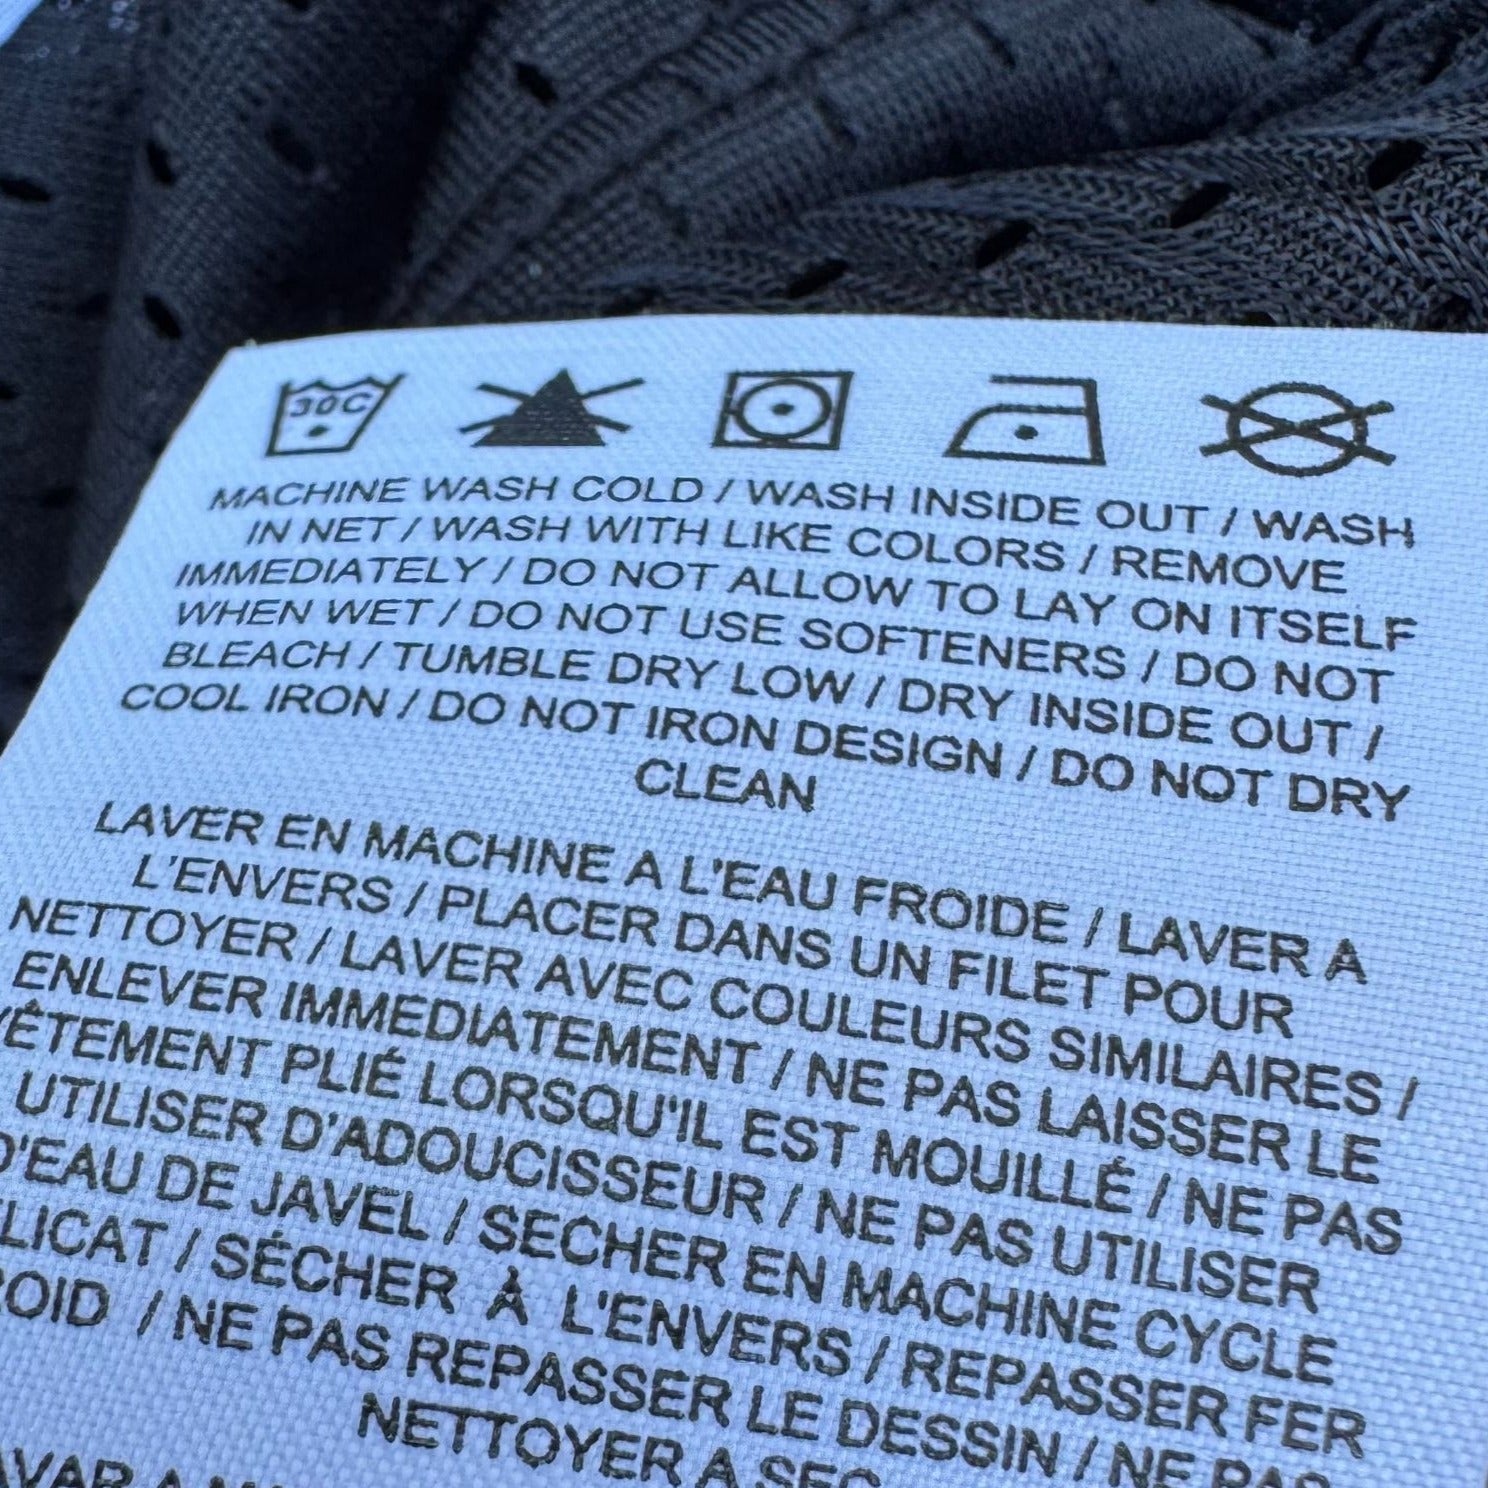 30C
MACHINE WASH COLD / WASH INSIDE OUT / WASH
IN NET / WASH WITH LIKE COLORS / REMOVE
IMMEDIATELY / DO NOT ALLOW TO LAY ON ITSELF
WHEN WET / DO NOT USE SOFTENERS / DO NOT
BLEACH / TUMBLE DRY LOW / DRY INSIDE OUT /
COOL IRON / DO NOT IRON DESIGN / DO NOT DRY
CLEAN
LAVER EN MACHINE A L'EAU FROIDE / LAVER A
L'ENVERS / PLACER DANS UN FILET POUR
NETTOYER / LAVER AVEC COULEURS SIMILAIRES /
ENLEVER IMMEDIATEMENT / NE PAS LAISSER LE
VÊTEMENT PLIÉ LORSQU'IL EST MOUILLÉ / NE PAS
UTILISER D'ADOUCISSEUR / NE PAS UTILISER
D'EAU DE JAVEL / SECHER EN MACHINE CYCLE
/ SÉCHER À L'ENVERS / REPASSER FER
/ NE PAS REPASSER LE DESSIN / NE PAS
NETTOYER A SEC